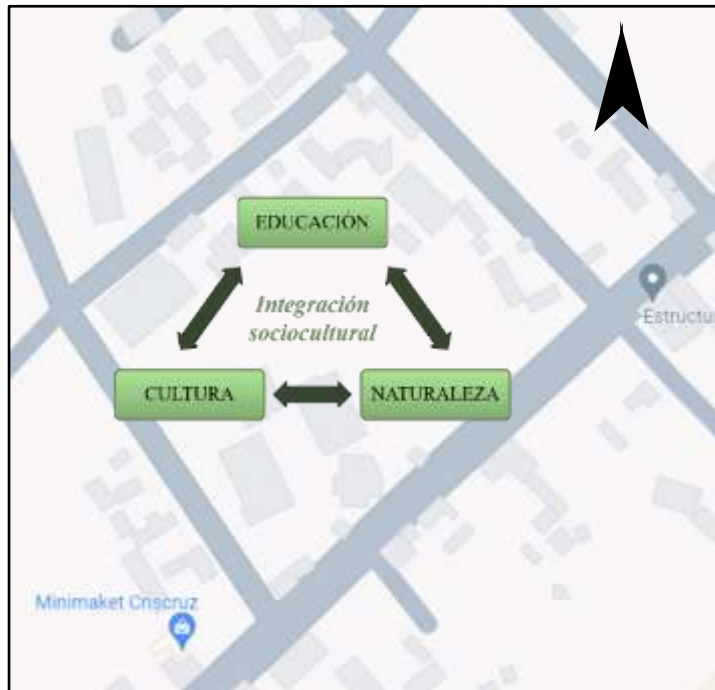 EDUCACIÓN
Integración
sociocultural
CULTURA
NATURALEZA
Estructu
Minimaket Criscruz